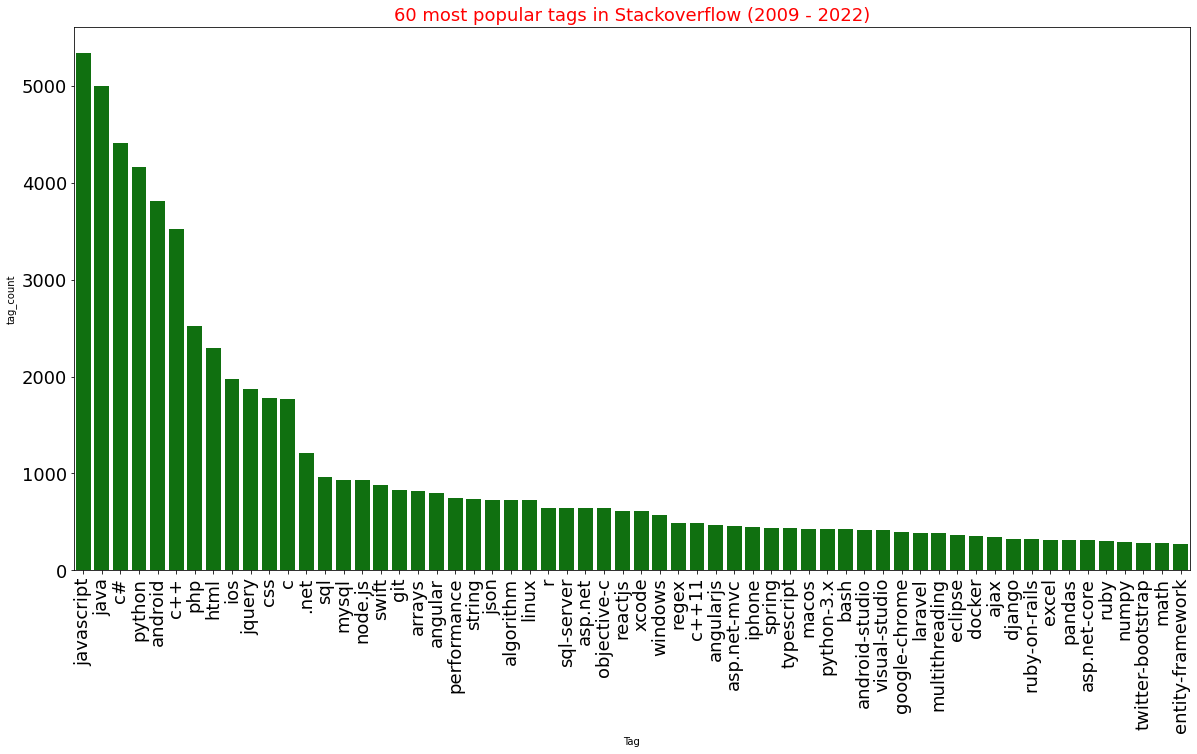 60 most popular tags in Stackoverflow (2009 - 2022)
tag_count
5000
4000
3000
2000
1000
0
javascript
java
c#
python
android
c++
php
html
ios
jquery
css
c
.net
sql
mysql
node.js
swift
git
arrays
angular
performance
string
json
algorithm
linux
r
sql-server
asp.net
objective-c
reactjs
xcode
windows
regex
c++11
angularjs
asp.net-mvc
iphone
spring
typescript
macos
python-3.x
bash
android-studio
visual-studio
google-chrome
laravel
multithreading
eclipse
docker
ajax
django
ruby-on-rails
excel
pandas
asp.net-core
ruby
numpy
twitter-bootstrap
math
entity-framework
Tag